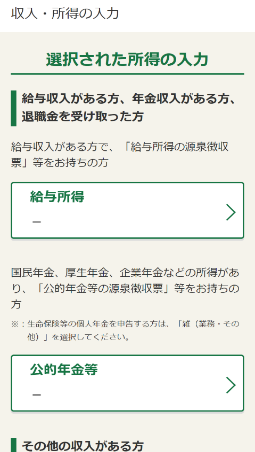 収入・所得の入力
選択された所得の入力
給与収入がある方、年金収入がある方、
退職金を受け取った方
給与収入がある方で、「給与所得の源泉徴収
票」等をお持ちの方
給与所得
–
国民年金、厚生年金、企業年金などの所得があ
り、「公的年金等の源泉徴収票」等をお持ちの
方
※：生命保険等の個人年金を申告する方は、「雑（業務・その
他）」を選択してください。
公的年金等
–
その他の収入がある方